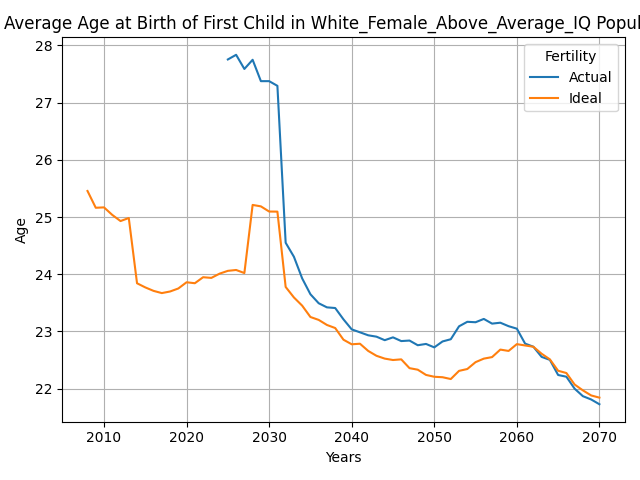 Average Age at Birth of First Child in White_Female_Above_Average_IQ Popul
Fertility
Actual
Ideal
28
27
26
25
24
23
22
Age
2010 2020 2030 2040 2050 2060 2070
Years